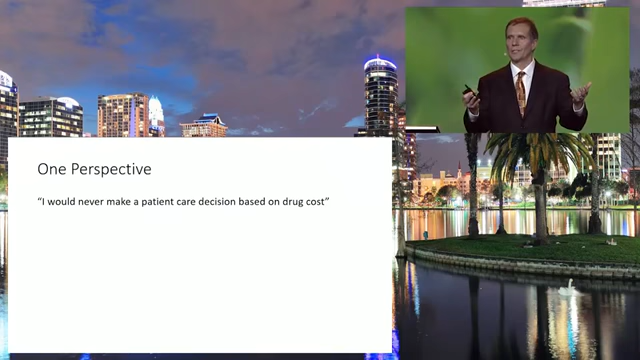 One Perspective
“I would never make a patient care decision based on drug cost”